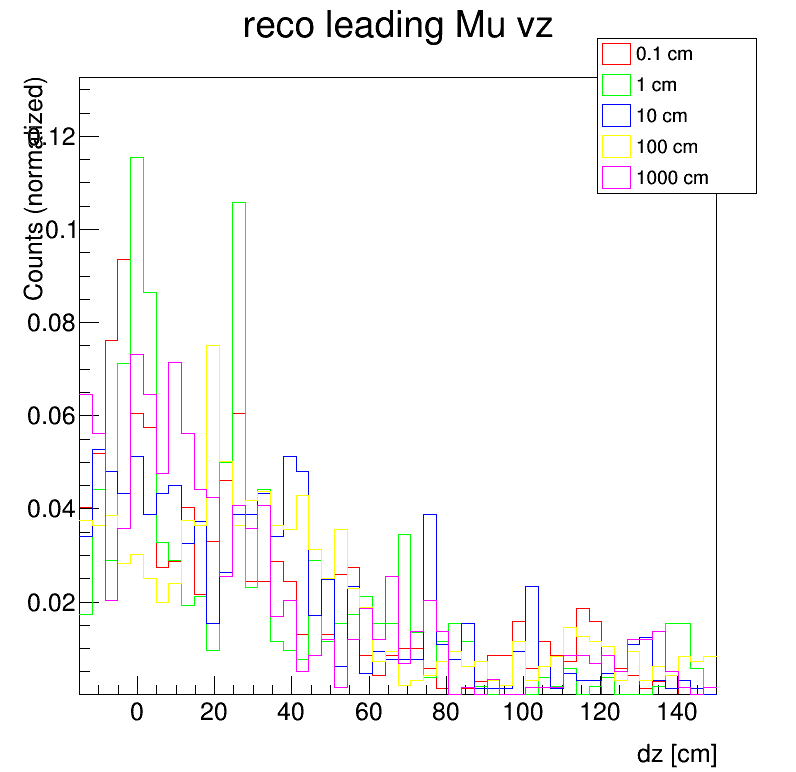 reco leading Mu vz
0.1 cm
1 cm
10 cm
100 cm
1000 cm
Counts (normalized)
0.12
0.1
0.08
0.06
0.04
0.02
0 20 40 60 80 100 120 140
dz [cm]